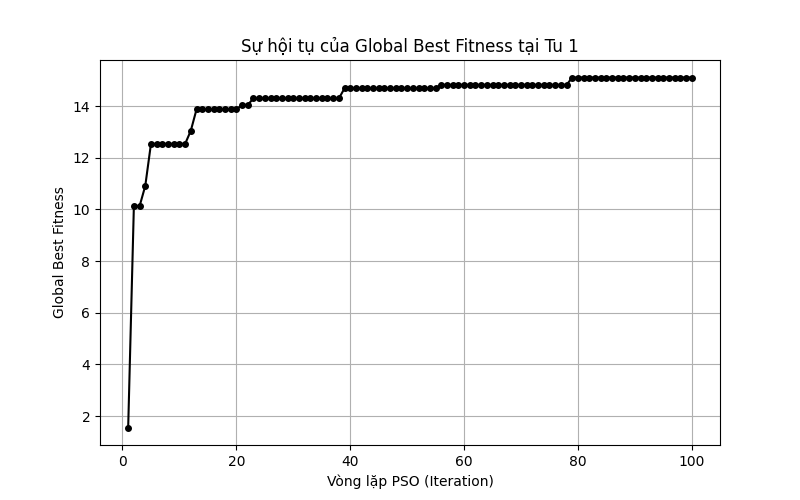 Sự hội tụ của Global Best Fitness tại Tu 1
Global Best Fitness
14
12
10
8
6
4
2
0 20 40 60 80 100
Vòng lặp PSO (Iteration)